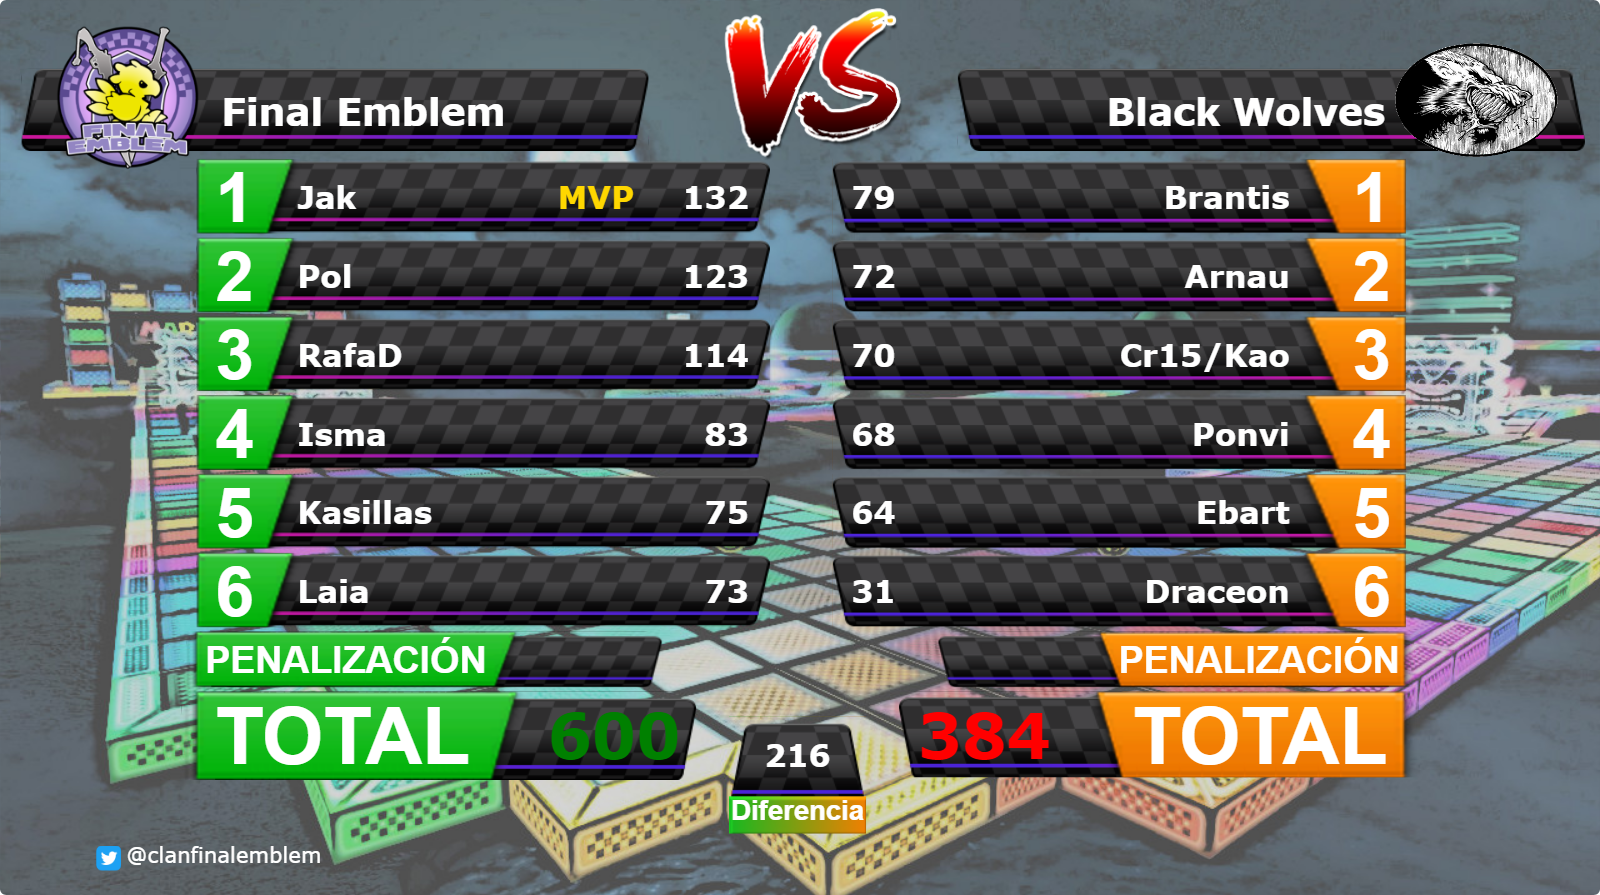 VS
FINAL
EMBLEM
Final Emblem
Black Wolves
1 Jak MVP 132
79 Brantis 1
2 Pol 123
72 Arnau 2
3 RafaD 114
70 Cr15/Kao 3
4 Isma 83
68 Ponvi 4
5 Kasillas 75
64 Ebart 5
6 Laia 73
31 Draceon 6
PENALIZACIÓN
PENALIZACIÓN
TOTAL 600
384 TOTAL
216
Diferencia
@clanfinalemblem